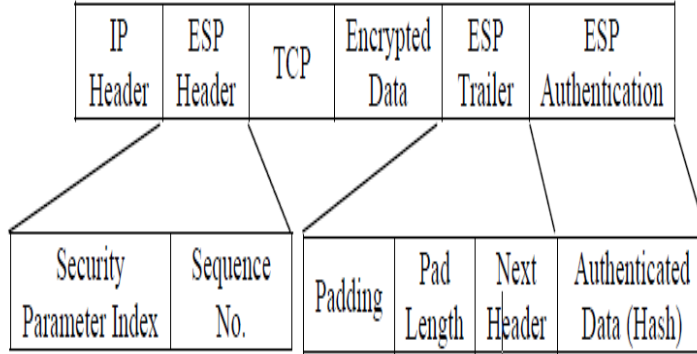 IP Header
ESP Header
TCP
Encrypted Data
ESP Trailer
ESP Authentication
Security Parameter Index
Sequence No.
Padding
Pad Length
Next Header
Authenticated Data (Hash)